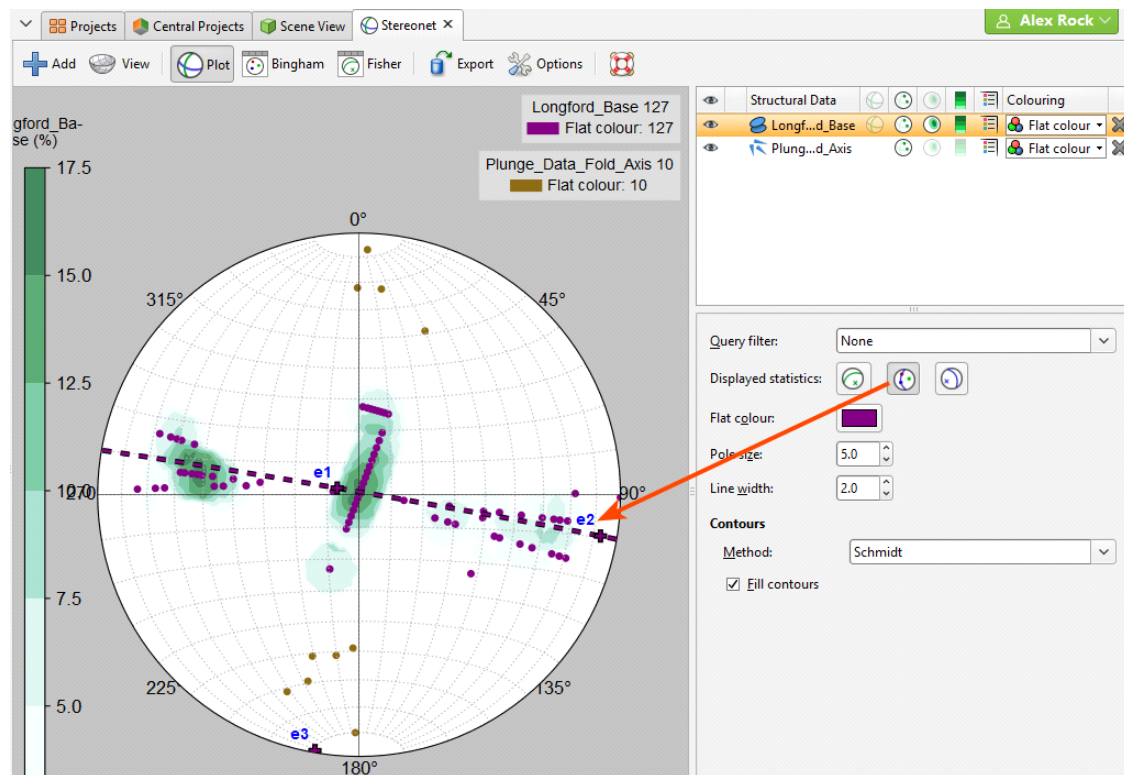 Projects
Central Projects
Scene View
Stereonet
Alex Rock
Add
View
Plot
Bingham
Fisher
Export
Options
Longford_Base 127
Flat colour: 127
Plunge_Data_Fold_Axis 10
Flat colour: 10
gford_Ba-
se (%)
17.5
15.0
12.5
10.0
7.5
5.0
0°
45°
90°
135°
180°
225°
270
315°
e1
e2
e3
Structural Data
Colouring
Longf...d_Base
Flat colour
Plung...d_Axis
Flat colour
Query filter:
None
Displayed statistics:
Flat colour:
Pole size:
5.0
Line width:
2.0
Contours
Method:
Schmidt
Fill contours